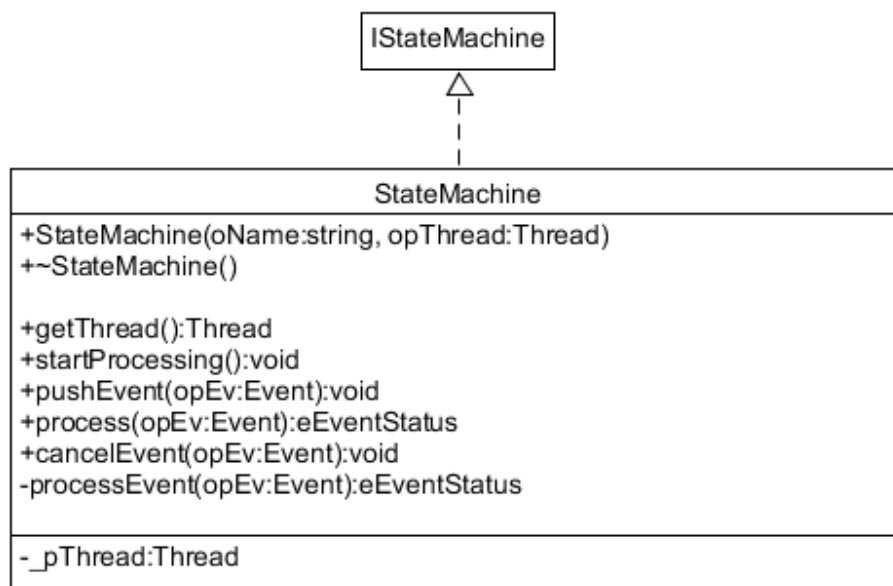 IStateMachine
StateMachine
+StateMachine(oName:string, opThread:Thread)
+~StateMachine()
+getThread():Thread
+startProcessing():void
+pushEvent(opEv:Event):void
+process(opEv:Event):eEventStatus
+cancelEvent(opEv:Event):void
-processEvent(opEv:Event):eEventStatus
-_pThread:Thread